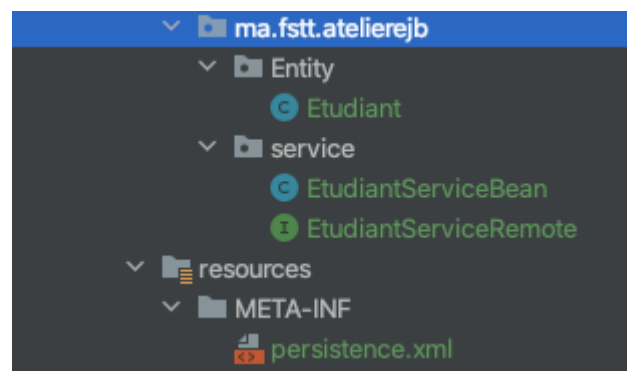 ma.fstt.atelierejb
Entity
C Etudiant
service
C EtudiantServiceBean
I EtudiantServiceRemote
resources
META-INF
persistence.xml